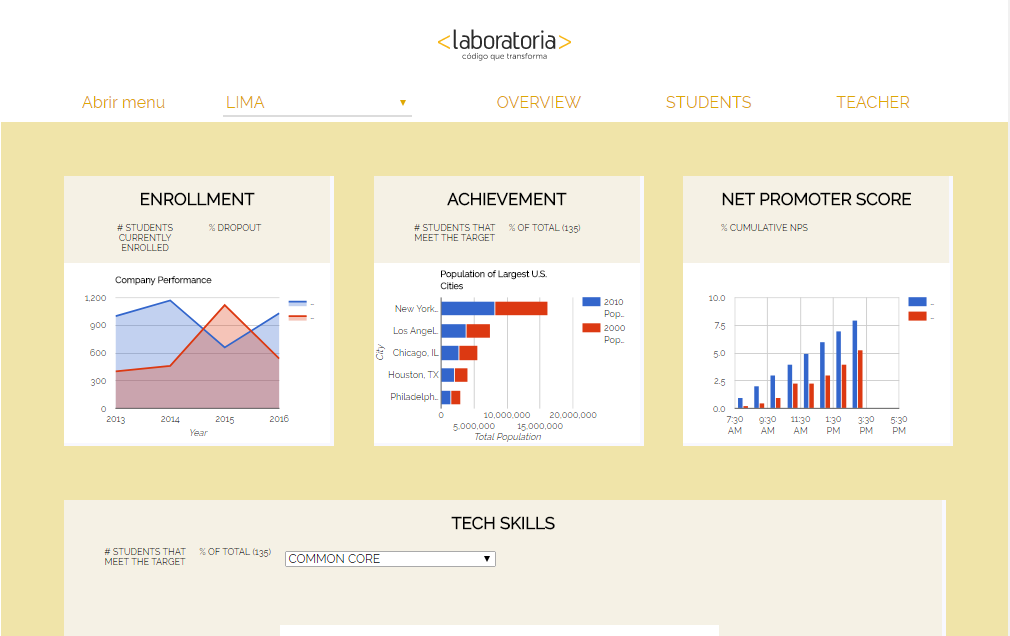 <laboratoria>
código que transforma
Abrir menu
LIMA
OVERVIEW
STUDENTS
TEACHER
ENROLLMENT
# STUDENTS
CURRENTLY
ENROLLED
% DROPOUT
Company Performance
1,200
900
600
300
0
2013 2014 2015 2016
Year
...
...
ACHIEVEMENT
# STUDENTS THAT
MEET THE TARGET
% OF TOTAL (135)
Population of Largest U.S.
Cities
City
New York...
Los Angel...
Chicago, IL
Houston, TX
Philadelph...
0 10,000,000 20,000,000
5,000,000 15,000,000
Total Population
2010
Pop...
2000
Pop...
NET PROMOTER SCORE
% CUMULATIVE NPS
10.0
7.5
5.0
2.5
0.0
7:30 9:30 11:30 1:30 3:30 5:30
AM AM AM PM PM PM
...
...
TECH SKILLS
# STUDENTS THAT
MEET THE TARGET
% OF TOTAL (135)
COMMON CORE